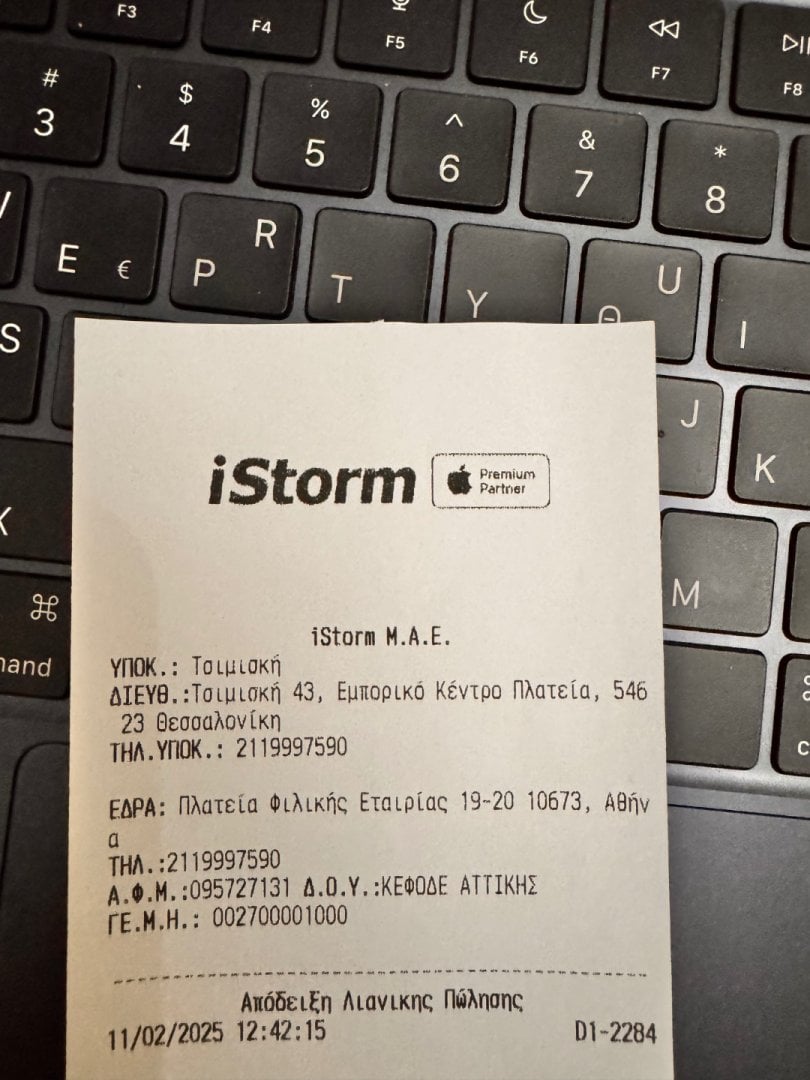 F3
F4
F5
F6
F7
F8
# $ % ^ & *
3 4 5 6 7 8
E € R P T Y U Θ I
S J K
M
⌘
iStorm Premium Partner
iStorm Μ.Α.Ε.
ΥΠΟΚ.: Τσιμισκή
ΔΙΕΥΘ.:Τσιμισκή 43, Εμπορικό Κέντρο Πλατεία, 546
23 Θεσσαλονίκη
ΤΗΛ.ΥΠΟΚ.: 2119997590
ΕΔΡΑ: Πλατεία Φιλικής Εταιρίας 19-20 10673, Αθήν
α
ΤΗΛ.:2119997590
Α.Φ.Μ.:095727131 Δ.Ο.Υ.:ΚΕΦΟΔΕ ΑΤΤΙΚΗΣ
ΓΕ.Μ.Η.: 002700001000
Απόδειξη Λιανικης Πώλησης
11/02/2025 12:42:15 D1-2284